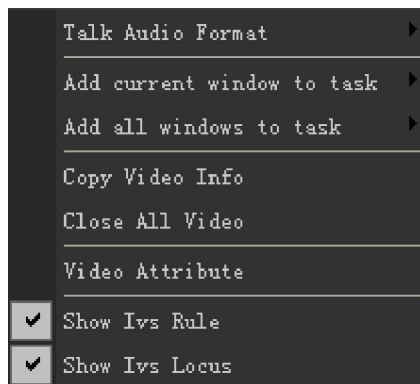 Talk Audio Format
Add current window to task
Add all windows to task
Copy Video Info
Close All Video
Video Attribute
Show Ivs Rule
Show Ivs Locus